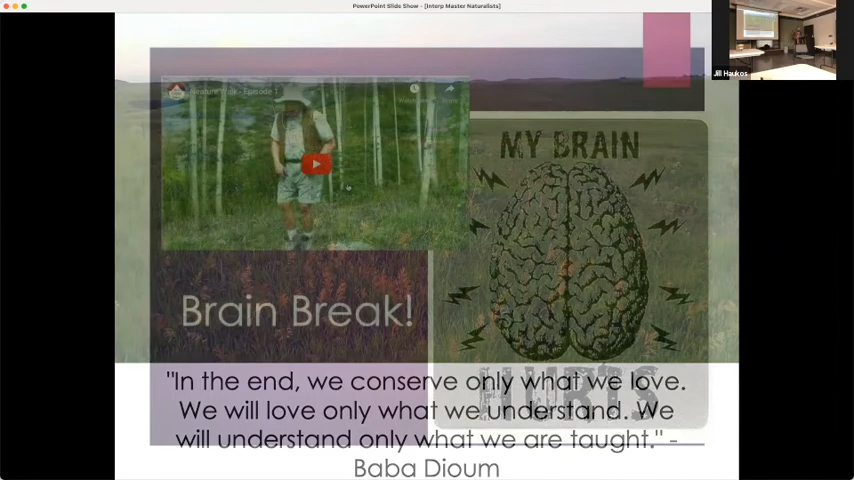 PowerPoint Slide Show - [Interp Master Naturalists]
Jill Haukos
Nature Walk - Episode 1
MY BRAIN
HURTS
Brain Break!
"In the end, we conserve only what we love.
We will love only what we understand. We
will understand only what we are taught." -
Baba Dioum